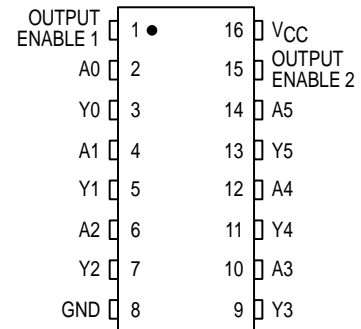 OUTPUT
ENABLE 1 1 16 VCC
A0 2 15 OUTPUT
ENABLE 2
Y0 3 14 A5
A1 4 13 Y5
Y1 5 12 A4
A2 6 11 Y4
Y2 7 10 A3
GND 8 9 Y3